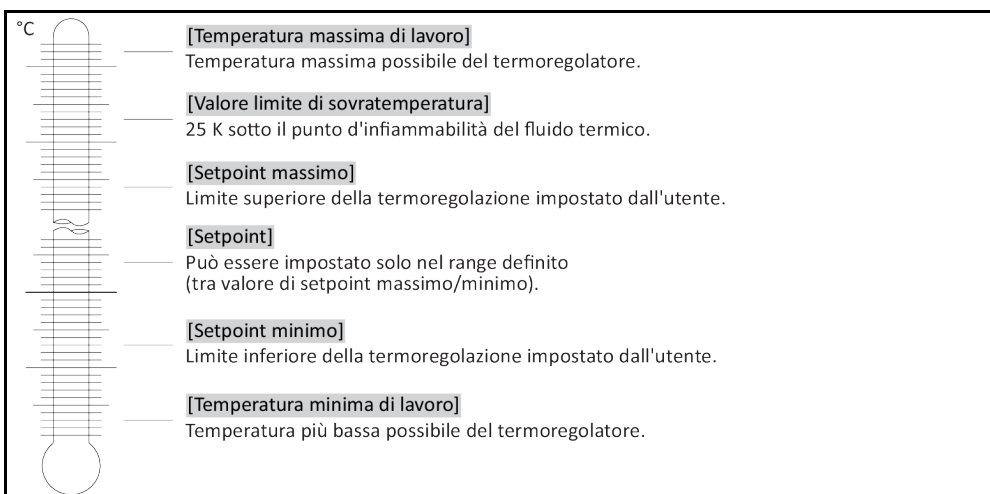 °C
[Temperatura massima di lavoro]
Temperatura massima possibile del termoregolatore.
[Valore limite di sovratemperatura]
25 K sotto il punto d'infiammabilità del fluido termico.
[Setpoint massimo]
Limite superiore della termoregolazione impostato dall'utente.
[Setpoint]
Può essere impostato solo nel range definito
(tra valore di setpoint massimo/minimo).
[Setpoint minimo]
Limite inferiore della termoregolazione impostato dall'utente.
[Temperatura minima di lavoro]
Temperatura più bassa possibile del termoregolatore.